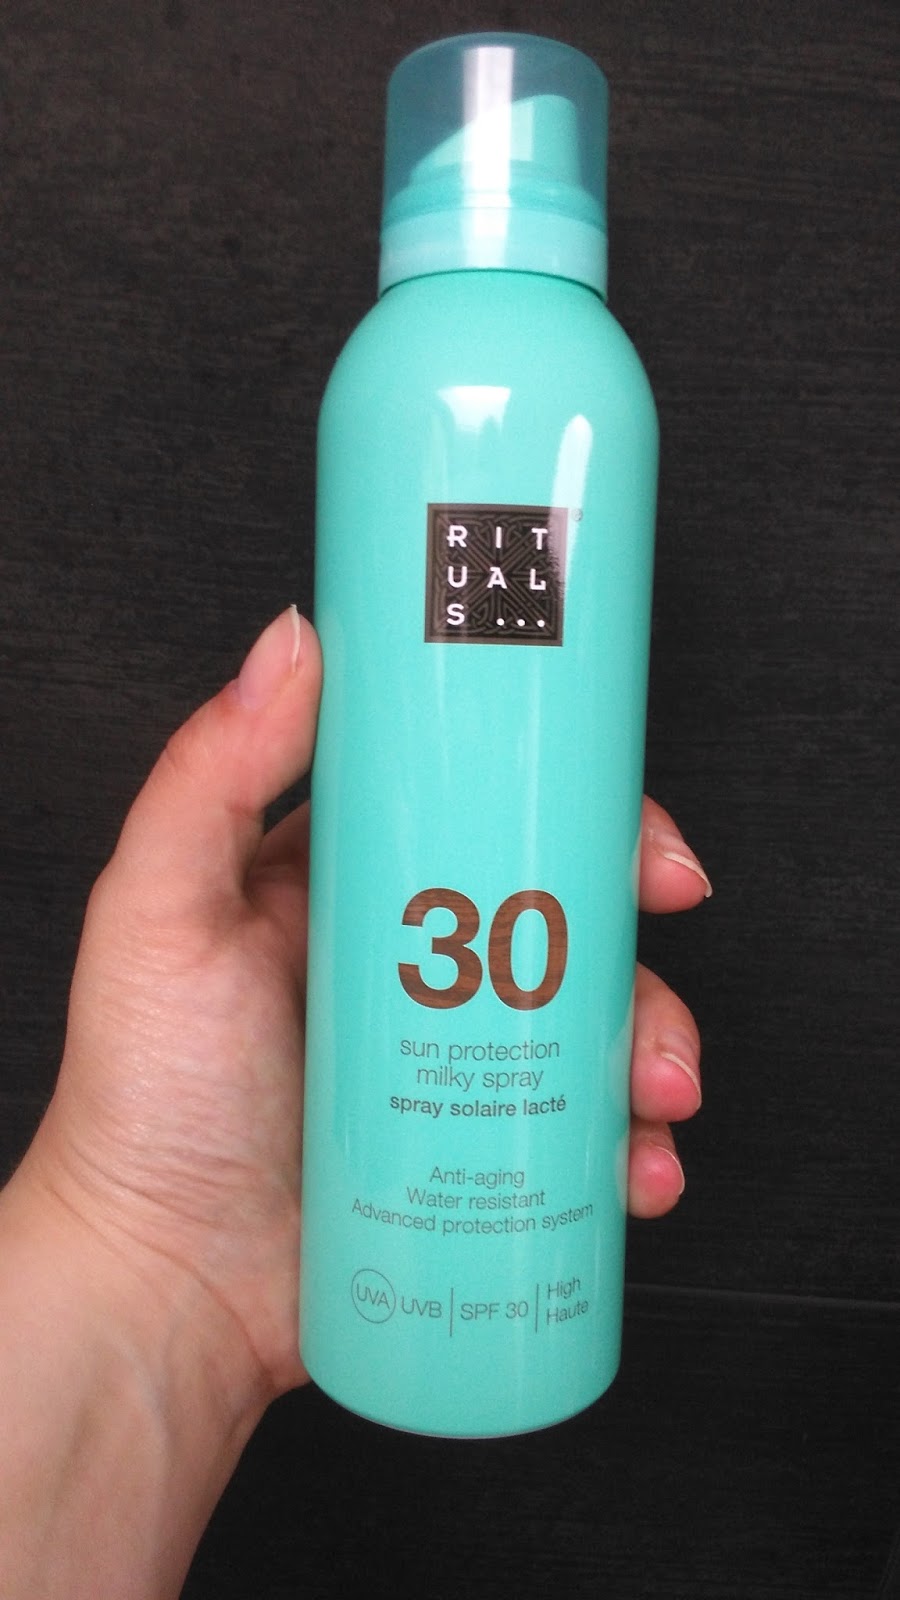 RIT
UAL
S...
®
30
sun protection
milky spray
spray solaire lacté
Anti-aging
Water resistant
Advanced protection system
UVA UVB | SPF 30 | High
Haute